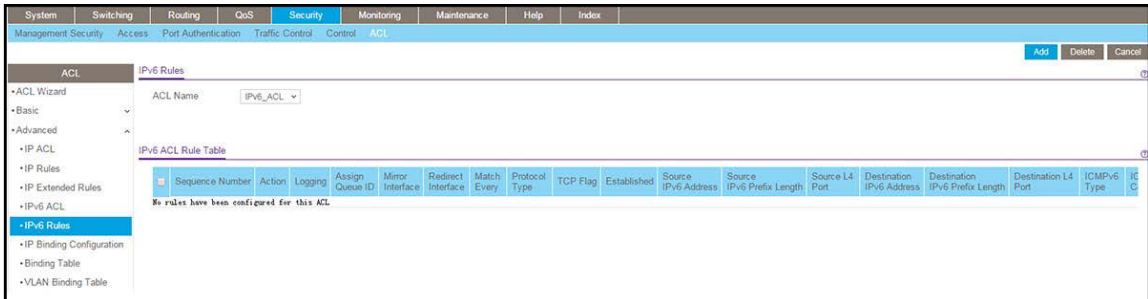 System Switching Routing QoS Security Monitoring Maintenance Help Index
Management Security Access Port Authentication Traffic Control Control ACL
Add Delete Cancel
ACL
•ACL Wizard
•Basic
•Advanced
•IP ACL
•IP Rules
•IP Extended Rules
•IPv6 ACL
•IPv6 Rules
•IP Binding Configuration
•Binding Table
•VLAN Binding Table
IPv6 Rules
ACL Name IPv6_ACL
IPv6 ACL Rule Table
Sequence Number Action Logging Assign Queue ID Mirror Interface Redirect Interface Match Every Protocol Type TCP Flag Established Source IPv6 Address Source IPv6 Prefix Length Source L4 Port Destination IPv6 Address Destination IPv6 Prefix Length Destination L4 Port ICMPv6 Type
No rules have been configured for this ACL